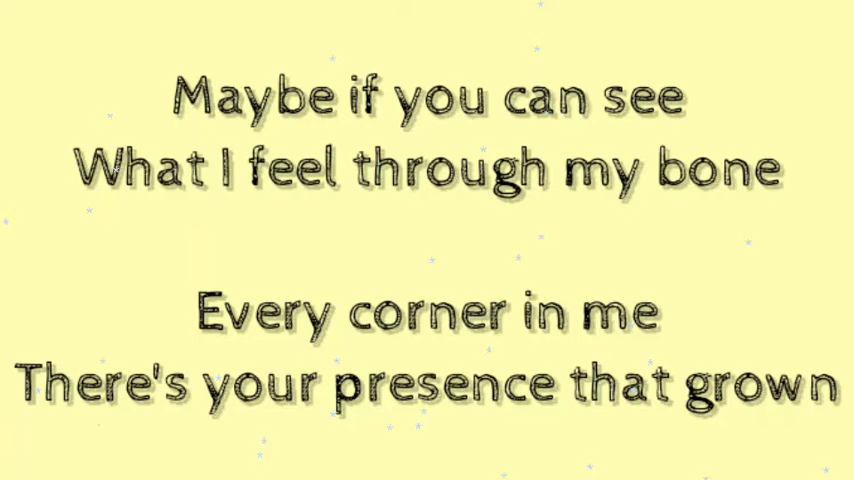 Maybe if you can see
What I feel through my bone
Every corner in me
There's your presence that grown